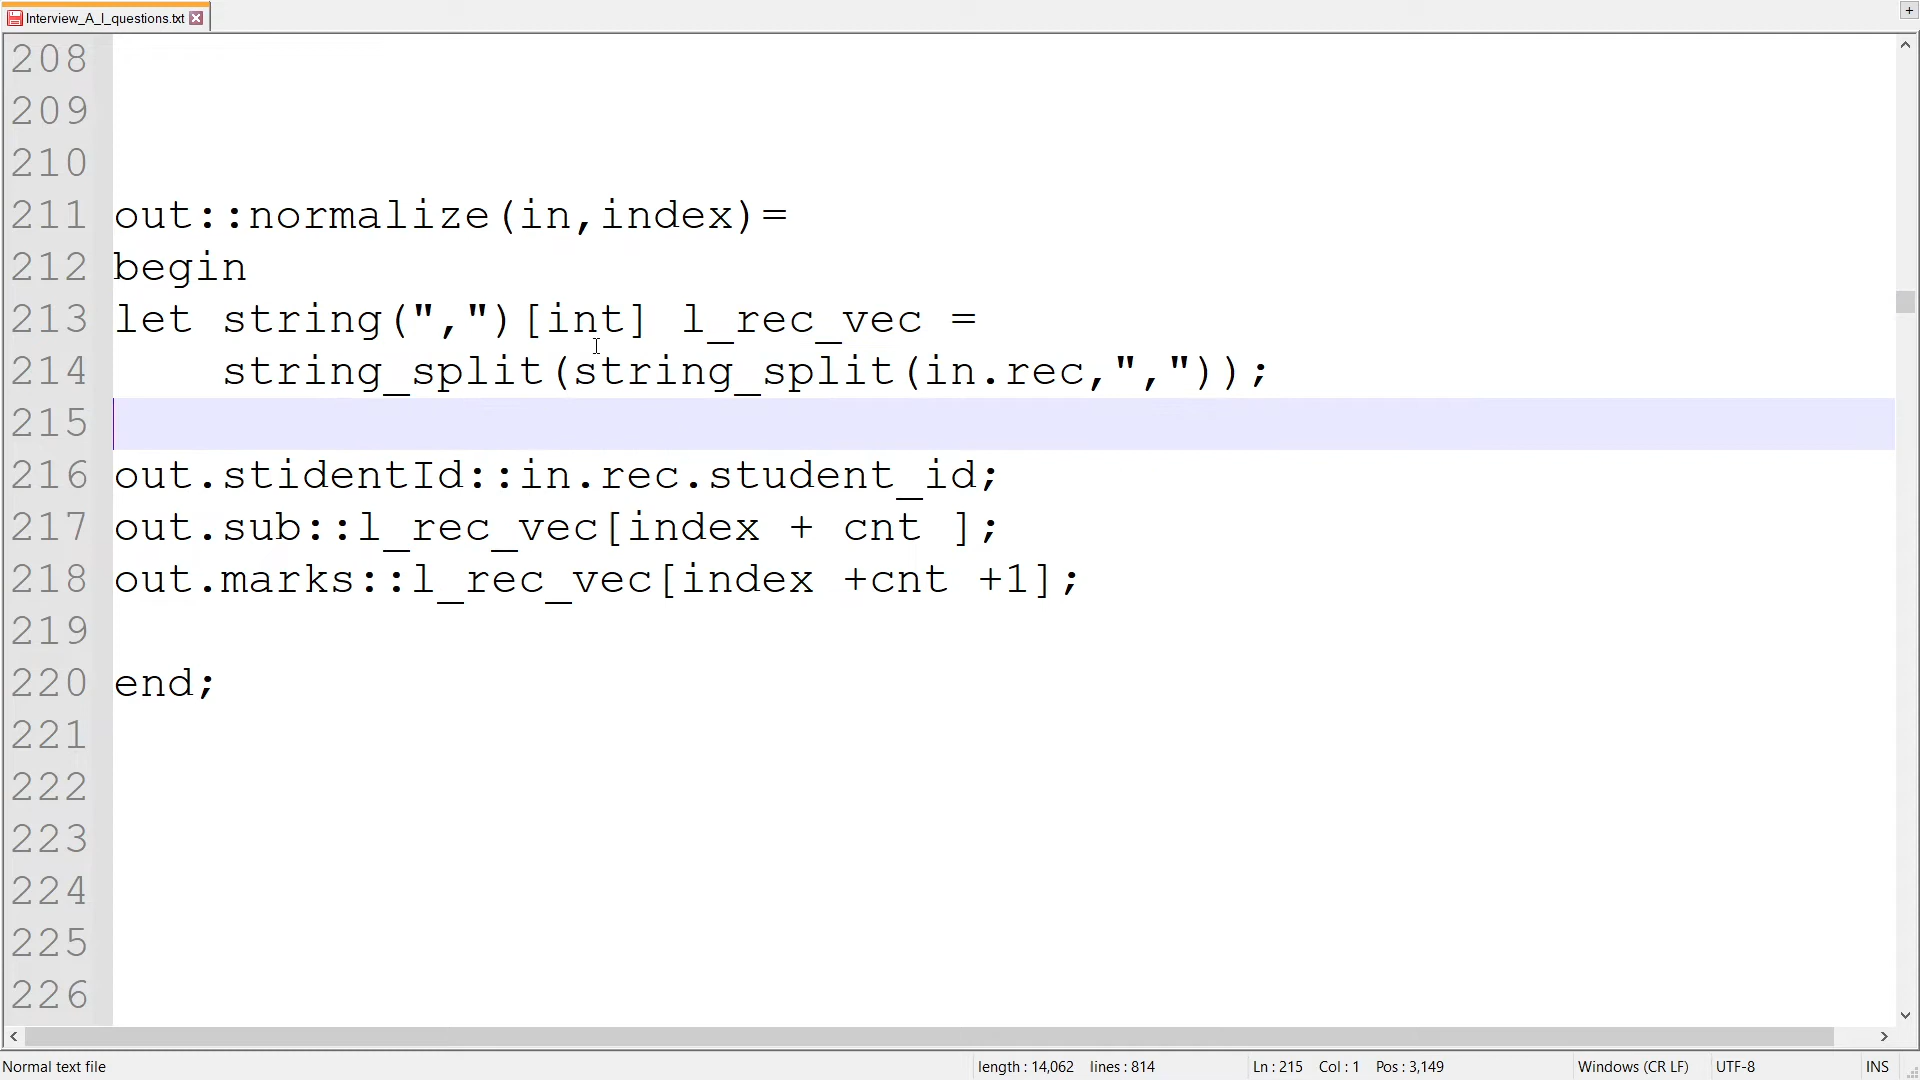 Interview_A_I_questions.txt
208
209
210
211 out::normalize(in,index)=
212 begin
213 let string(",")[int] l_rec_vec =
214 string_split(string_split(in.rec,","));
215
216 out.stidentId::in.rec.student_id;
217 out.sub::l_rec_vec[index + cnt ];
218 out.marks::l_rec_vec[index +cnt +1];
219
220 end;
221
222
223
224
225
226
Normal text file length : 14,062 lines : 814 Ln : 215 Col : 1 Pos : 3,149 Windows (CR LF) UTF-8 INS